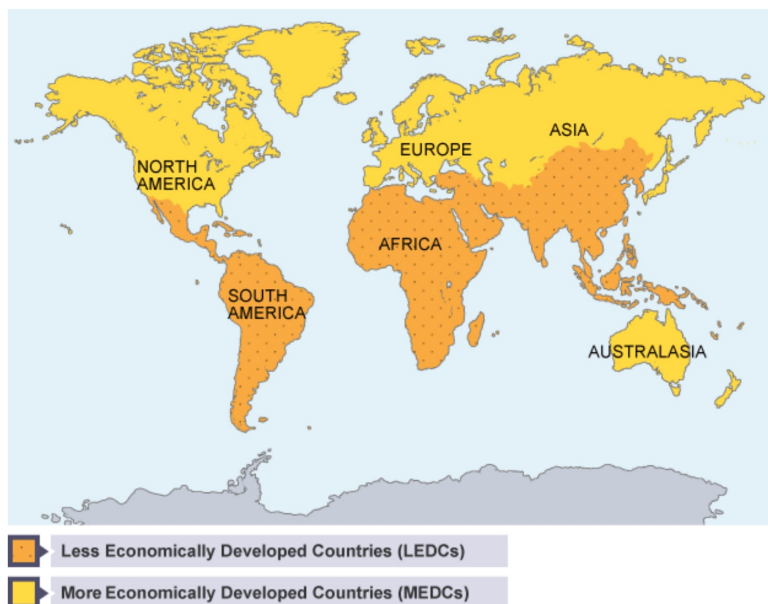 ASIA
EUROPE
NORTH
AMERICA
AFRICA
SOUTH
AMERICA
AUSTRALASIA
Less Economically Developed Countries (LEDCs)
More Economically Developed Countries (MEDCs)